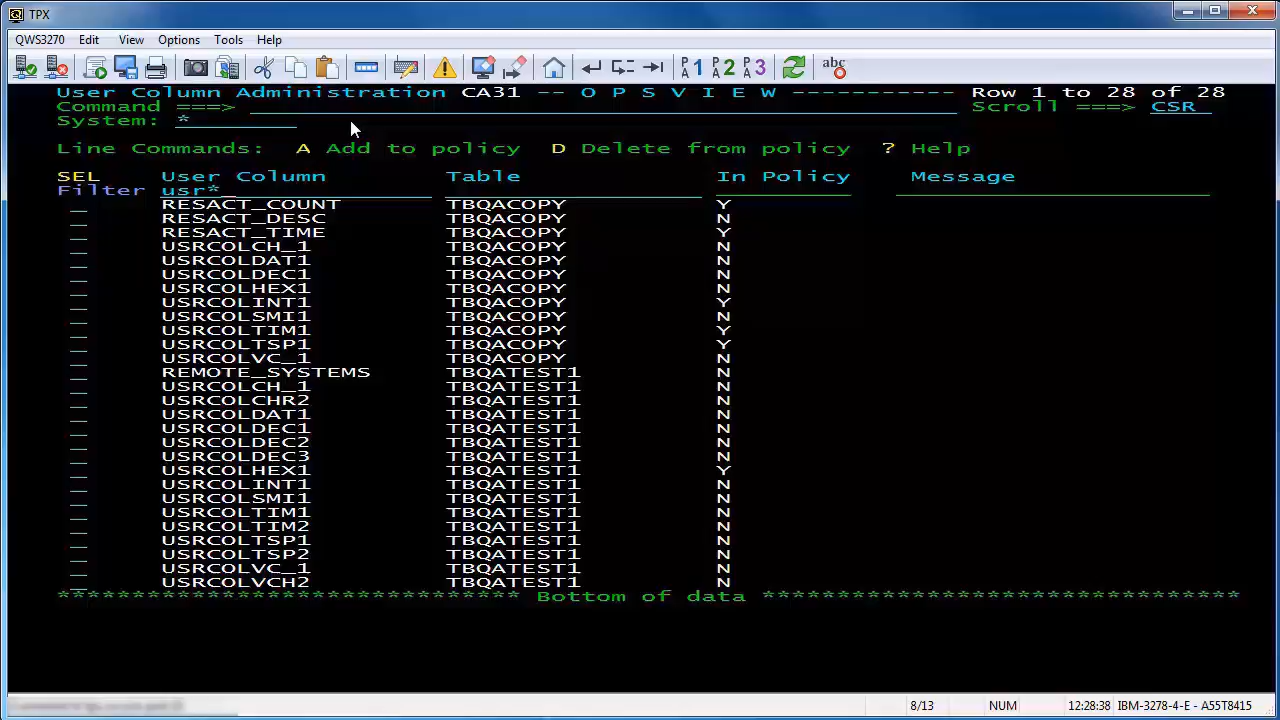 TPX
QWS3270 Edit View Options Tools Help
PA1 PA2 PA3 abc
User Column Administration CA31 -- O P S V I E W ----------- Row 1 to 28 of 28
Command ===> Scroll ===> CSR
System: *
Line Commands: A Add to policy D Delete from policy ? Help
SEL User Column Table In Policy Message
Filter usr*
RESACT_COUNT TBQACOPY Y
RESACT_DESC TBQACOPY N
RESACT_TIME TBQACOPY Y
USRCOLCH_1 TBQACOPY N
USRCOLDAT1 TBQACOPY N
USRCOLDEC1 TBQACOPY N
USRCOLHEX1 TBQACOPY N
USRCOLINT1 TBQACOPY Y
USRCOLSMI1 TBQACOPY N
USRCOLTIM1 TBQACOPY Y
USRCOLTSP1 TBQACOPY Y
USRCOLVC_1 TBQACOPY N
REMOTE_SYSTEMS TBQATEST1 N
USRCOLCH_1 TBQATEST1 N
USRCOLCHR2 TBQATEST1 N
USRCOLDAT1 TBQATEST1 N
USRCOLDEC1 TBQATEST1 N
USRCOLDEC2 TBQATEST1 N
USRCOLDEC3 TBQATEST1 N
USRCOLHEX1 TBQATEST1 Y
USRCOLINT1 TBQATEST1 N
USRCOLSMI1 TBQATEST1 N
USRCOLTIM1 TBQATEST1 N
USRCOLTIM2 TBQATEST1 N
USRCOLTSP1 TBQATEST1 N
USRCOLTSP2 TBQATEST1 N
USRCOLVC_1 TBQATEST1 N
USRCOLVCH2 TBQATEST1 N
******************************* Bottom of data ********************************
8/13 NUM 12:28:38 IBM-3278-4-E - A55T8415